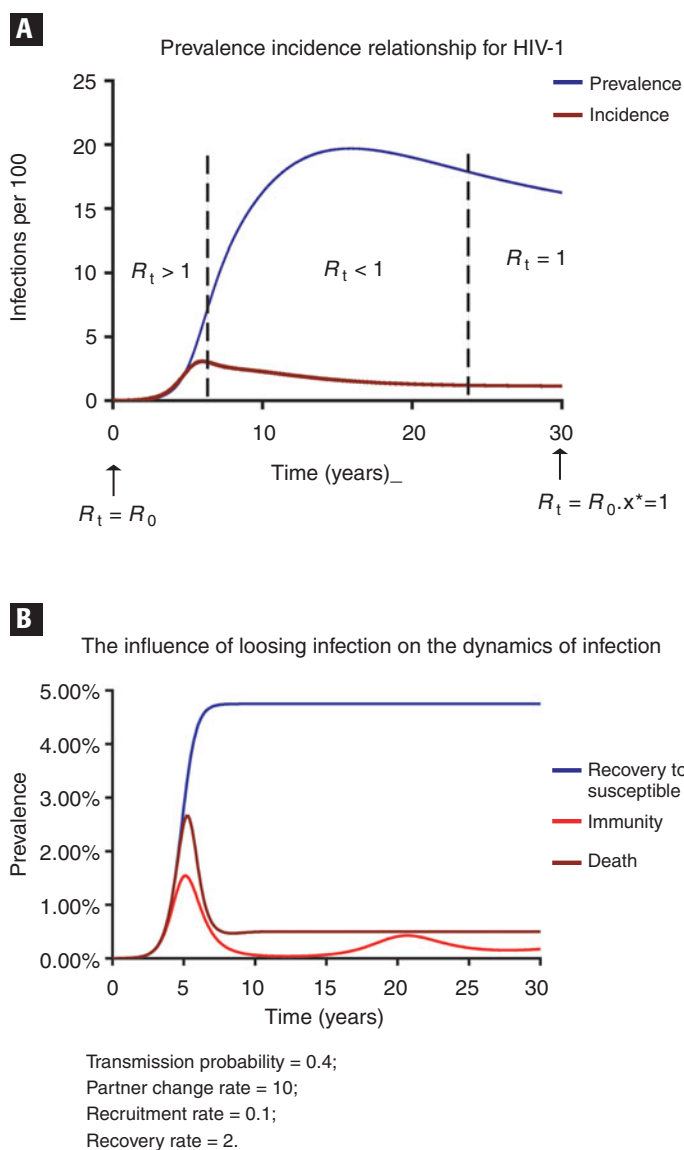 A
Prevalence incidence relationship for HIV-1
25
20
15
10
5
0
Infections per 100
Prevalence
Incidence
Rt > 1
Rt < 1
Rt = 1
0
10
20
30
Time (years)_
Rt = R0
Rt = R0.x*=1
B
The influence of loosing infection on the dynamics of infection
5.00%
4.00%
3.00%
2.00%
1.00%
0.00%
Prevalence
Recovery to
susceptible
Immunity
Death
0
5
10
15
20
25
30
Time (years)
Transmission probability = 0.4;
Partner change rate = 10;
Recruitment rate = 0.1;
Recovery rate = 2.